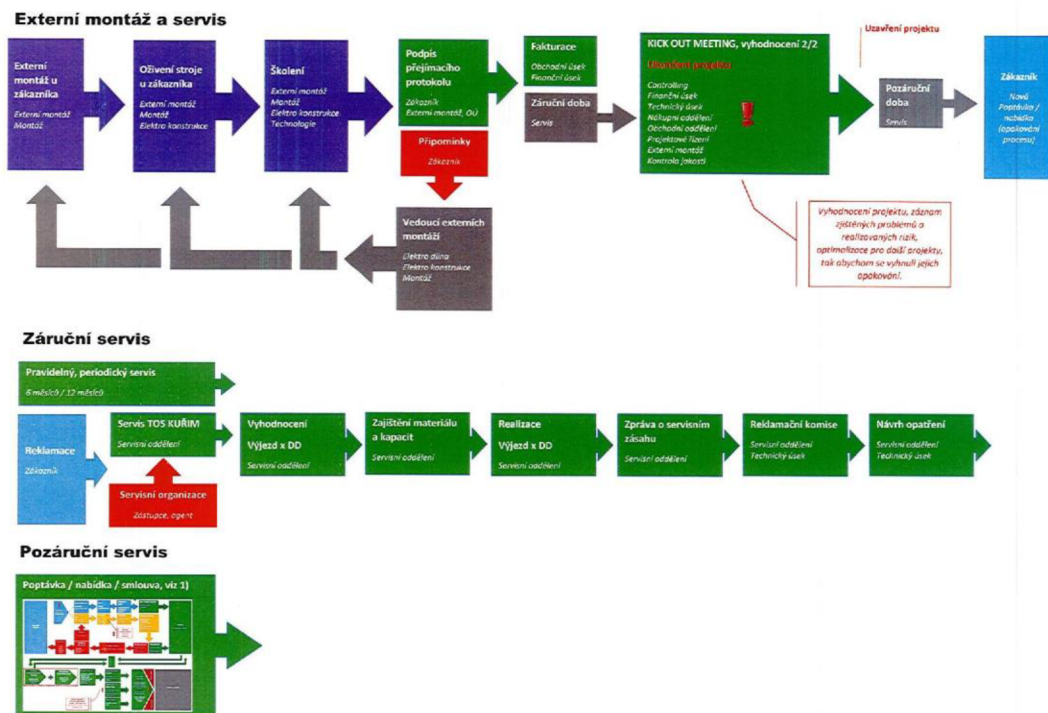 Externí montáž a servis
Externí
montáž u
zákazníka
Externí montáž
Montáž
Oživení stroje
u zákazníka
Externí montáž
Montáž
Elektro konstrukce
Školení
Externí montáž
Montáž
Elektro konstrukce
Technologie
Podpis
přejímacího
protokolu
Zákazník
Externí montáž, OÚ
Připomínky
Zákazník
Vedoucí externích
montáží
Elektro dílna
Elektro konstrukce
Montáž
Fakturace
Obchodní úsek
Finanční úsek
Záruční doba
Servis
KICK OUT MEETING, vyhodnocení 2/2
Ukončení projektu
Controlling
Finanční úsek
Technický úsek
Nákupní oddělení
Obchodní oddělení
Projektové řízení
Externí montáž
Kontrola jakosti
!
Uzavření projektu
Pozáruční
doba
Servis
Zákazník
Nová
Poptávka /
nabídka
(opakování
procesu)
Vyhodnocení projektu, záznam
zjištěných problémů a
realizovaných rizik,
optimalizace pro další projekty,
tak abychom se vyhnuli jejich
opakování.
Záruční servis
Pravidelný, periodický servis
6 měsíců / 12 měsíců
Reklamace
Zákazník
Servis TOS KUŘIM
Servisní oddělení
Servisní organizace
Zástupce, agent
Vyhodnocení
Výjezd x DD
Servisní oddělení
Zajištění materiálu
a kapacit
Servisní oddělení
Realizace
Výjezd x DD
Servisní oddělení
Zpráva o servisním
zásahu
Servisní oddělení
Reklamační komise
Servisní oddělení
Technický úsek
Návrh opatření
Servisní oddělení
Technický úsek
Pozáruční servis
Poptávka / nabídka / smlouva, viz 1)